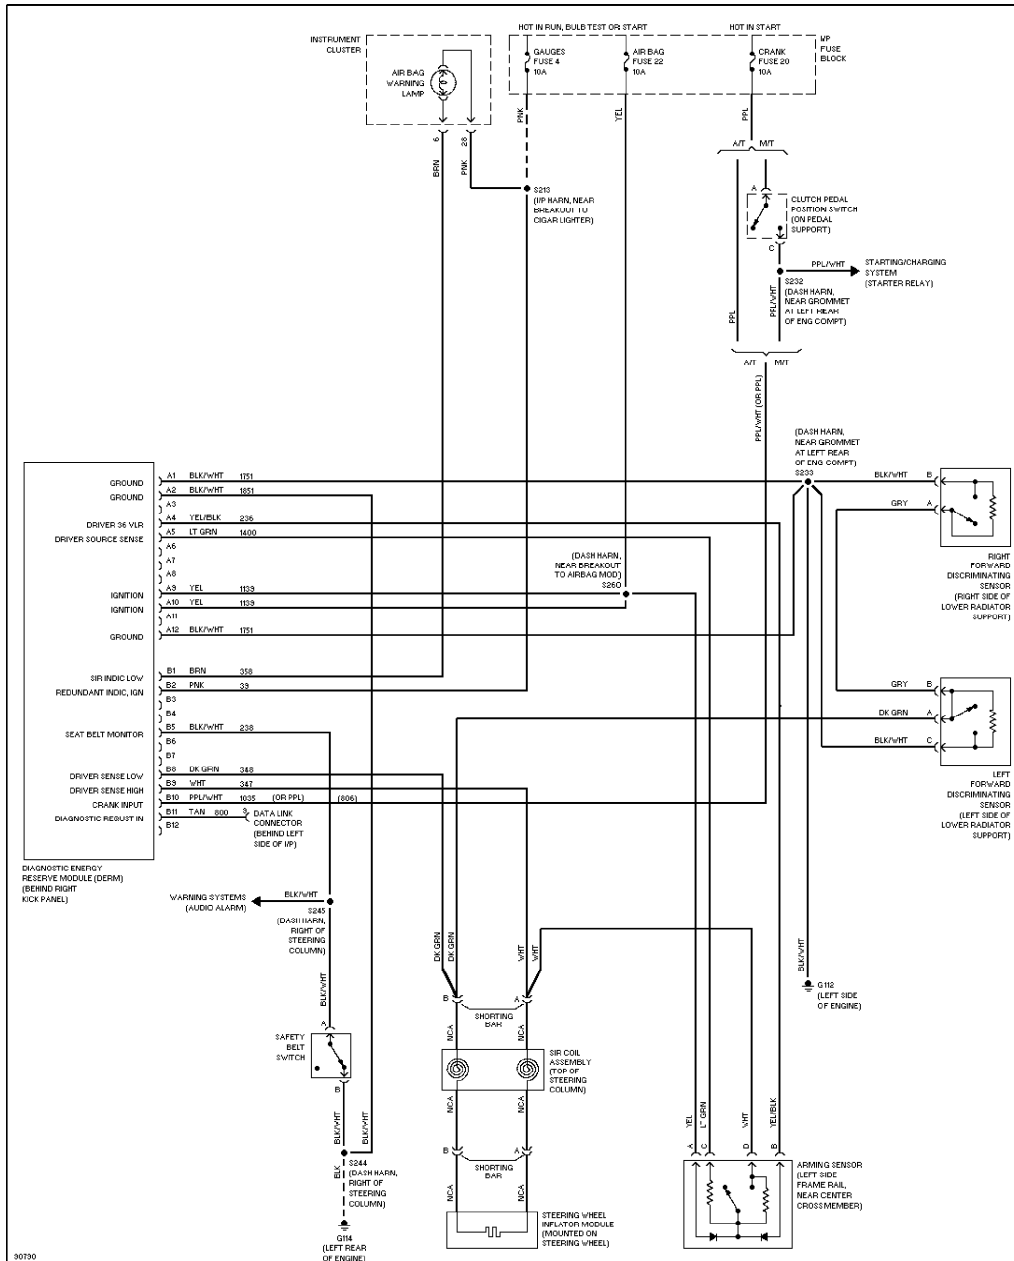 HOT IN RUN, BULB TEST OR START
HOT IN START
INSTRUMENT
CLUSTER
AIR BAG
WARNING
LAMP
GAUGES
FUSE 4
10A
AIR BAG
FUSE 22
10A
CRANK
FUSE 20
10A
I/P
FUSE
BLOCK
6
28
BRN
PNK
PNK
YEL
PPL
A/T
M/T
S213
(I/P HARN, NEAR
BREAKOUT TO
CIGAR LIGHTER)
A
C
CLUTCH PEDAL
POSITION SWITCH
(ON PEDAL
SUPPORT)
PPL/WHT
STARTING/CHARGING
SYSTEM
(STARTER RELAY)
S232
(DASH HARN,
NEAR GROMMET
AT LEFT REAR
OF ENG COMPT)
PPL
PPL/WHT
A/T
M/T
PPL/WHT (OR PPL)
(DASH HARN,
NEAR GROMMET
AT LEFT REAR
OF ENG COMPT)
S233
GROUND A1 BLK/WHT 1751
GROUND A2 BLK/WHT 1851
A3
DRIVER 36 VLR A4 YEL/BLK 236
DRIVER SOURCE SENSE A5 LT GRN 1400
A6
A7
A8
IGNITION A9 YEL 1139
IGNITION A10 YEL 1139
A11
GROUND A12 BLK/WHT 1751
SIR INDIC LOW B1 BRN 358
REDUNDANT INDIC, IGN B2 PNK 39
B3
B4
SEAT BELT MONITOR B5 BLK/WHT 238
B6
B7
DRIVER SENSE LOW B8 DK GRN 348
DRIVER SENSE HIGH B9 WHT 347
CRANK INPUT B10 PPL/WHT 1035 (OR PPL) (806)
DIAGNOSTIC REQUST IN B11 TAN 800 9
B12
DATA LINK
CONNECTOR
(BEHIND LEFT
SIDE OF I/P)
DIAGNOSTIC ENERGY
RESERVE MODULE (DERM)
(BEHIND RIGHT
KICK PANEL)
(DASH HARN,
NEAR BREAKOUT
TO AIRBAG MOD)
S260
BLK/WHT B
GRY A
RIGHT
FORWARD
DISCRIMINATING
SENSOR
(RIGHT SIDE OF
LOWER RADIATOR
SUPPORT)
GRY B
DK GRN A
BLK/WHT C
LEFT
FORWARD
DISCRIMINATING
SENSOR
(LEFT SIDE OF
LOWER RADIATOR
SUPPORT)
WARNING SYSTEMS
(AUDIO ALARM)
BLK/WHT
S245
(DASH HARN,
RIGHT OF
STEERING
COLUMN)
BLK/WHT
A
SAFETY
BELT
SWITCH
B
BLK/WHT
BLK/WHT
S244
(DASH HARN,
RIGHT OF
STEERING
COLUMN)
BLK
G114
(LEFT REAR
OF ENGINE)
DK GRN
DK GRN
WHT
WHT
B
A
SHORTING
BAR
NCA
NCA
SIR COIL
ASSEMBLY
(TOP OF
STEERING
COLUMN)
NCA
NCA
B
A
SHORTING
BAR
NCA
NCA
STEERING WHEEL
INFLATOR MODULE
(MOUNTED ON
STEERING WHEEL)
BLK/WHT
G112
(LEFT SIDE
OF ENGINE)
YEL
LT GRN
WHT
YEL/BLK
A
C
D
B
ARMING SENSOR
(LEFT SIDE
FRAME RAIL,
NEAR CENTER
CROSSMEMBER)
90790